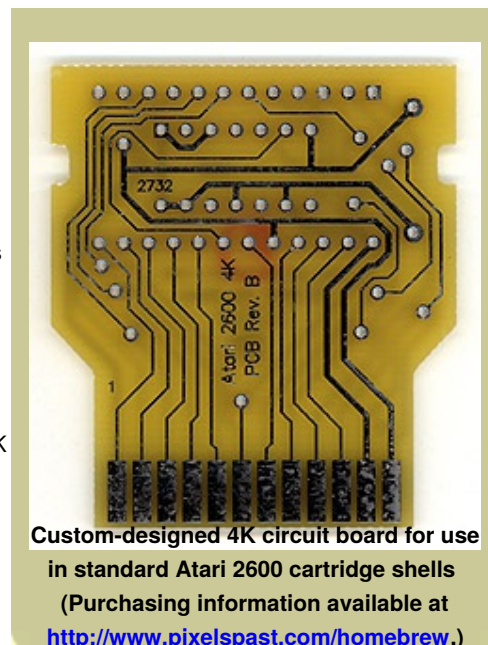 2732
Atari 2600 4K
PCB Rev. B
1
s
K
Custom-designed 4K circuit board for use
in standard Atari 2600 cartridge shells
(Purchasing information available at
http://www.pixelspast.com/homebrew.)